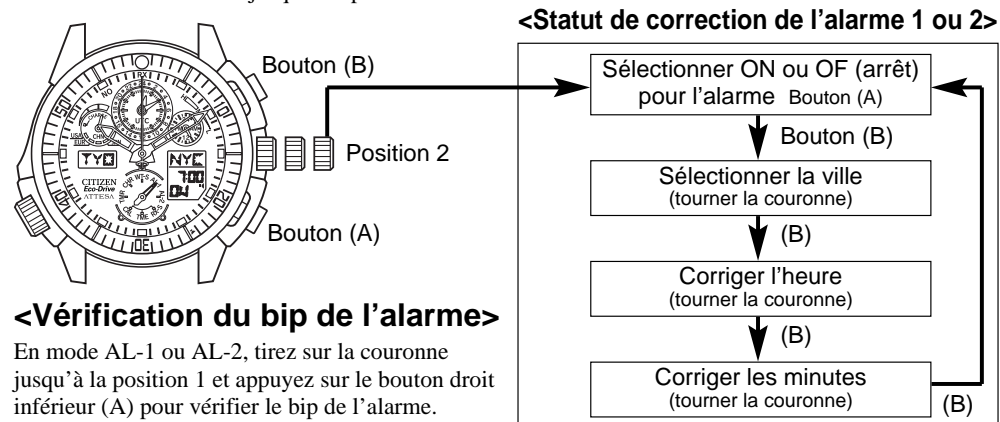 <Statut de correction de l'alarme 1 ou 2>
Bouton (B)
Position 2
Bouton (A)
TYO
NYC
7:00
ON
CITIZEN
Eco-Drive
ATTESA
UTC
Sélectionner ON ou OF (arrêt)
pour l'alarme Bouton (A)
Bouton (B)
Sélectionner la ville
(tourner la couronne)
(B)
Corriger l'heure
(tourner la couronne)
(B)
Corriger les minutes
(tourner la couronne)
(B)
<Vérification du bip de l'alarme>
En mode AL-1 ou AL-2, tirez sur la couronne
jusqu'à la position 1 et appuyez sur le bouton droit
inférieur (A) pour vérifier le bip de l'alarme.